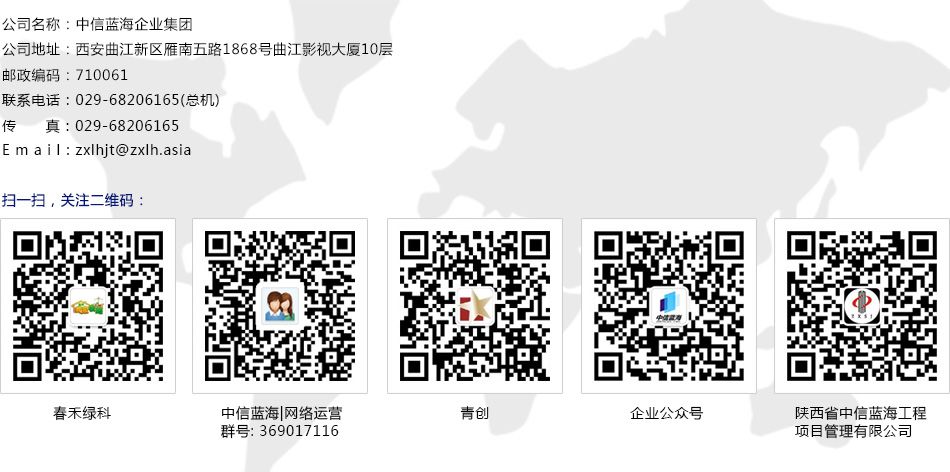 公司名称：中信蓝海企业集团
公司地址：西安曲江新区雁南五路1868号曲江影视大厦10层
邮政编码：710061
联系电话：029-68206165(总机)
传　　真：029-68206165
E m a i l：zxlhjt@zxlh.asia
扫一扫，关注二维码：
中信蓝海
ZXSJ
春禾绿科
中信蓝海|网络运营
群号: 369017116
青创
企业公众号
陕西省中信蓝海工程
项目管理有限公司